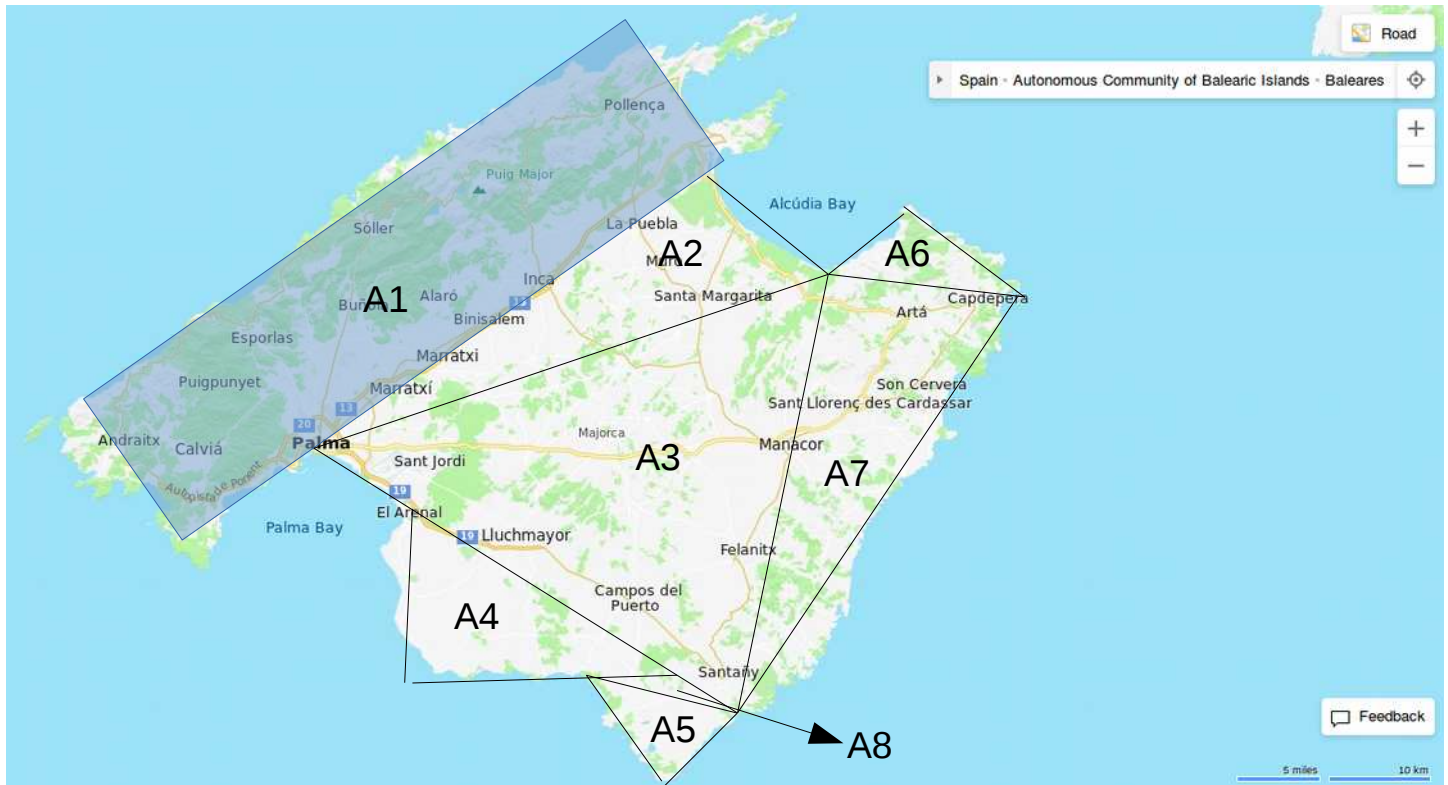 Road
Spain · Autonomous Community of Balearic Islands · Baleares
+
−
Pollença
Puig Major
Alcúdia Bay
La Puebla
Sóller
A2
Muro
A6
Inca
Santa Margarita
Capdepera
A1
Alaró
Buñola
13
Artá
Binisalem
Esporlas
Marratxi
Puigpunyet
Marratxí
Son Cervera
Sant Llorenç des Cardassar
13
20
Andraitx
Palma
Majorca
Manacor
Calviá
Sant Jordi
A3
A7
Autopista de Ponent
19
El Arenal
Palma Bay
19
Lluchmayor
Felanitx
Campos del
Puerto
A4
Santañy
A5
A8
Feedback
5 miles
10 km